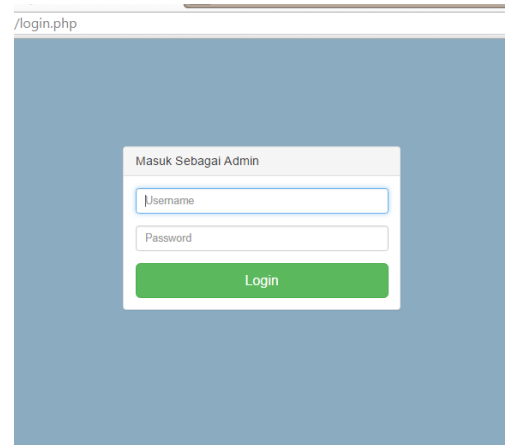 /login.php
Masuk Sebagai Admin
Username
Password
Login